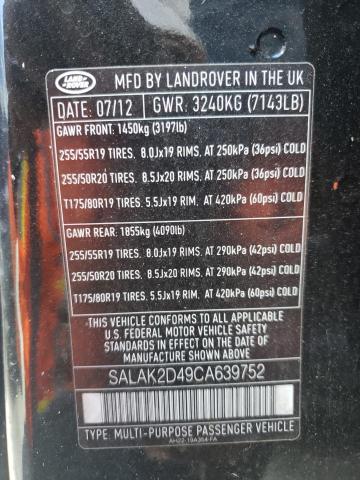 LAND ROVER
MFD BY LANDROVER IN THE UK
DATE: 07/12 GWR: 3240KG (7143LB)
GAWR FRONT: 1450kg (3197lb)
255/55R19 TIRES. 8.0Jx19 RIMS. AT 250kPA (36psi) COLD
255/50R20 TIRES. 8.5Jx20 RIMS. AT 250kPA (36psi) COLD
T175/80R19 TIRES. 5.5Jx19 RIM. AT 420kPA (60psi) COLD
GAWR REAR: 1855kg (4090lb)
255/55R19 TIRES. 8.0Jx19 RIMS. AT 290kPA (42psi) COLD
255/50R20 TIRES. 8.5Jx20 RIMS. AT 290kPA (42psi) COLD
T175/80R19 TIRES. 5.5Jx19 RIM. AT 420kPA (60psi) COLD
THIS VEHICLE CONFORMS TO ALL APPLICABLE
U.S. FEDERAL MOTOR VEHICLE SAFETY AND THEFT
STANDARDS IN EFFECT ON THE DATE OF
MANUFACTURE SHOWN ABOVE.
SALAK2D49CA639752
TYPE: MULTI-PURPOSE PASSENGER VEHICLE
AH22-19A354-FA